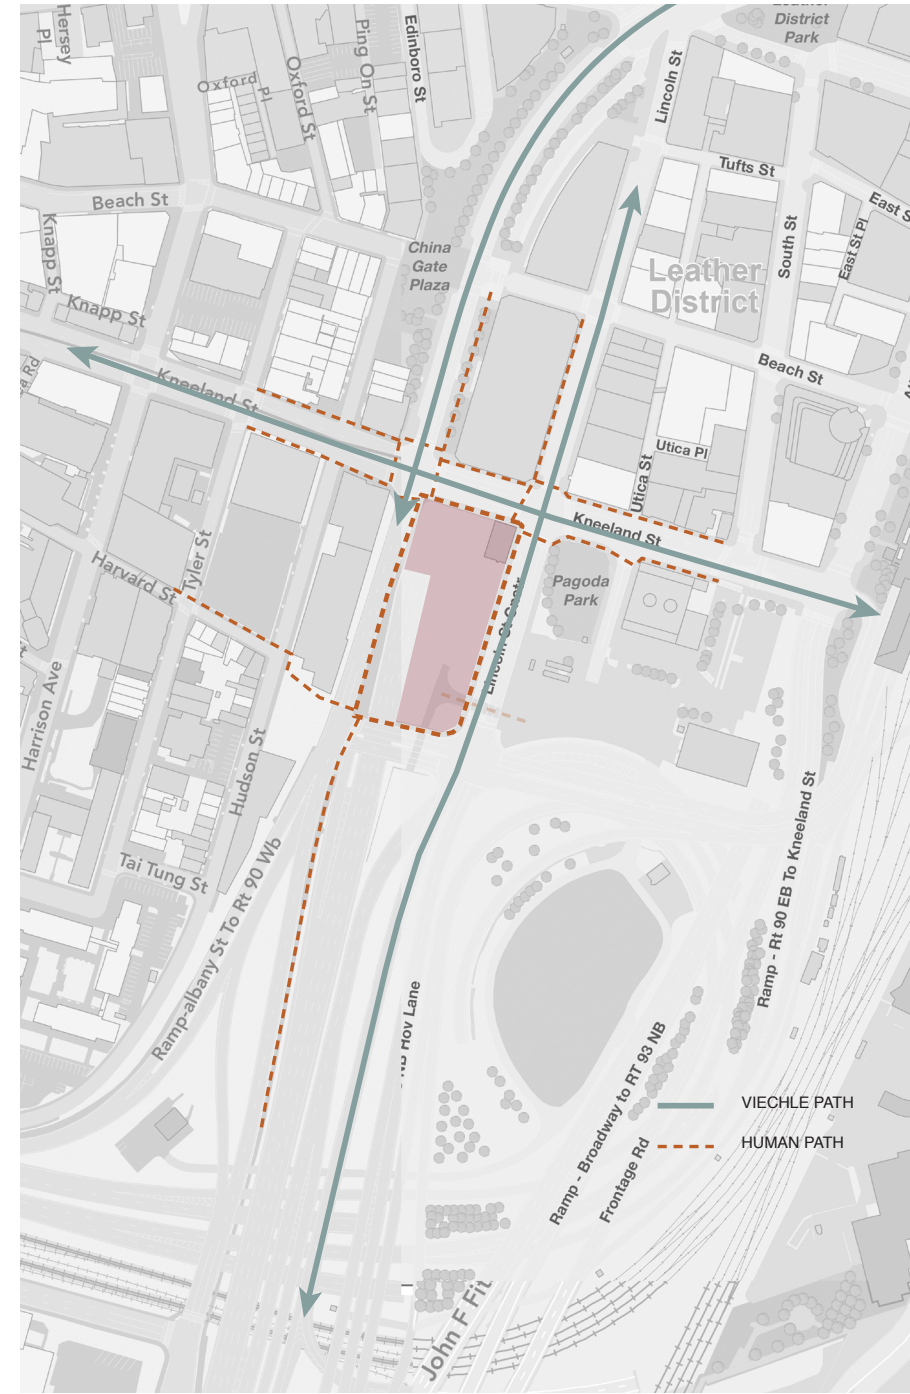 Leather
District
Park
Hersey
Pl
Ping On St
Edinboro St
Oxford Pl
Oxford St
Lincoln St
Tufts St
Beach St
East S
Knapp St
South St
East St Pl
China
Gate
Plaza
Leather
District
Knapp St
Beach St
Kneeland St
Utica Pl
Utica St
Kneeland St
Harvard St
Tyler St
Pagoda
Park
Harrison Ave
Hudson St
Tai Tung St
Ramp-albany St To Rt 90 Wb
Ramp - Rt 90 EB To Kneeland St
NB Hov Lane
Ramp - Broadway to RT 93 NB
Frontage Rd
VIECHLE PATH
HUMAN PATH
John F Fit